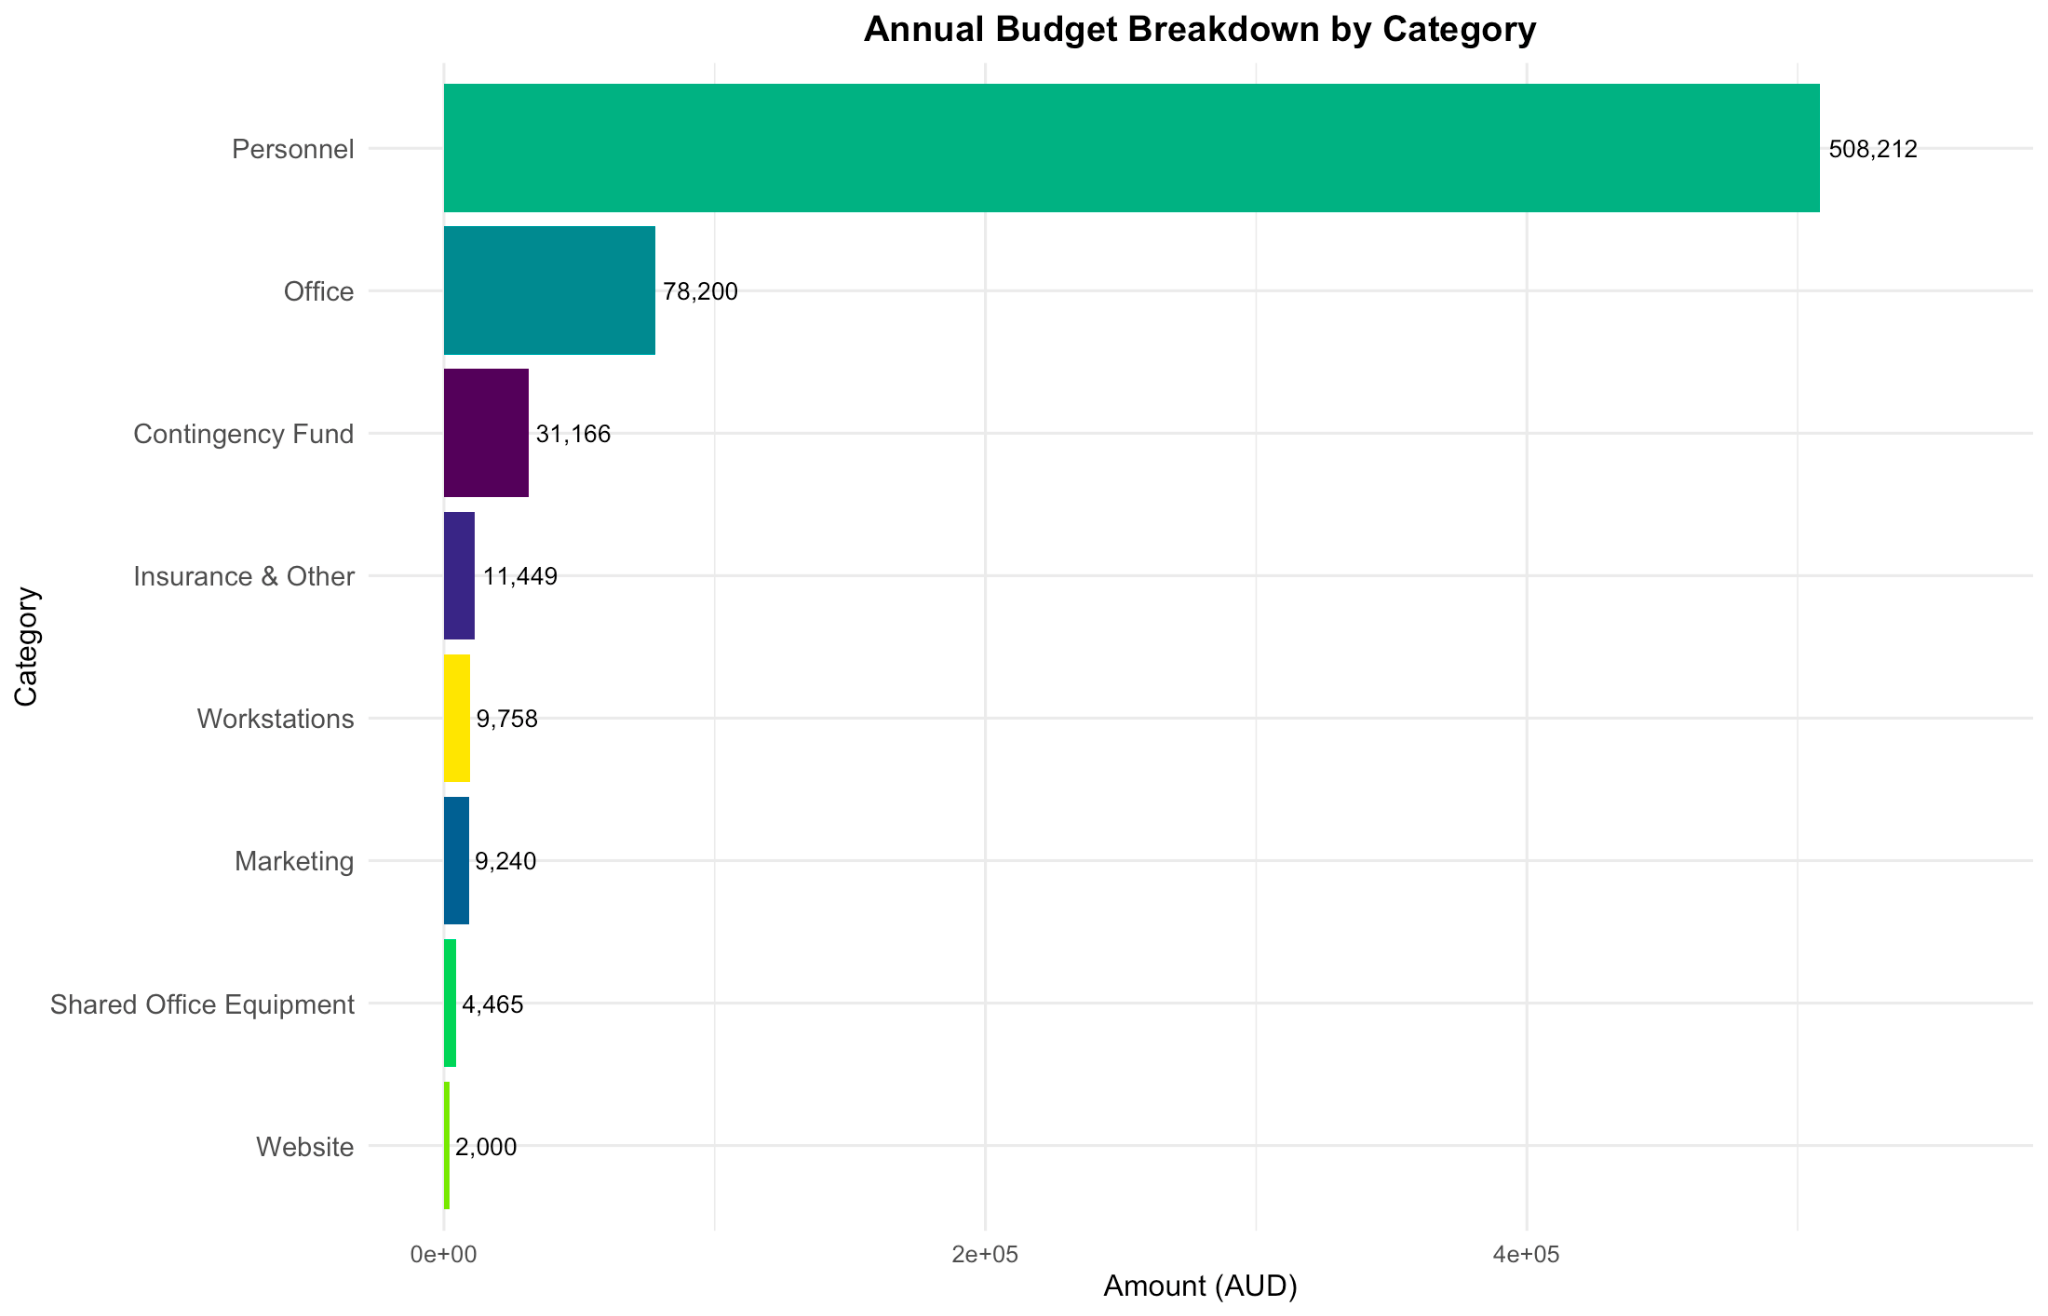 Annual Budget Breakdown by Category
Personnel
508,212
Office
78,200
Contingency Fund
31,166
Insurance & Other
11,449
Category
Workstations
9,758
Marketing
9,240
Shared Office Equipment
4,465
Website
2,000
0e+00
2e+05
4e+05
Amount (AUD)